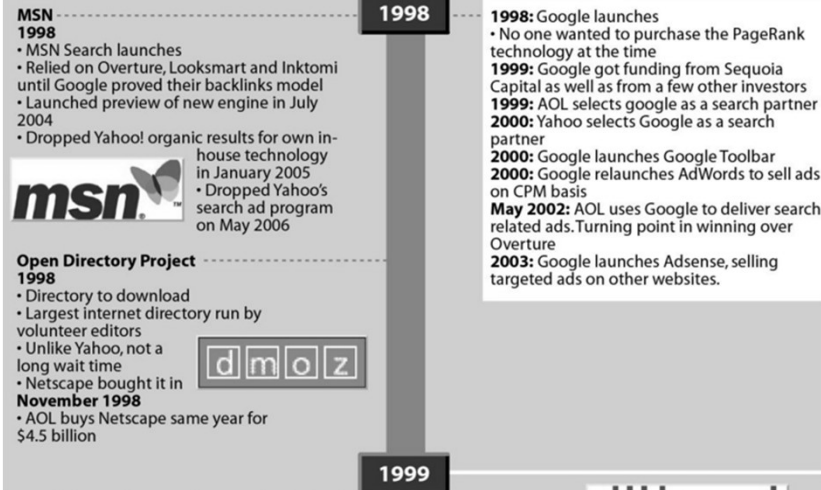 MSN
1998
• MSN Search launches
• Relied on Overture, Looksmart and Inktomi
until Google proved their backlinks model
• Launched preview of new engine in July
2004
• Dropped Yahoo! organic results for own in-
house technology
in January 2005
• Dropped Yahoo's
search ad program
on May 2006
msn
®
TM
Open Directory Project
1998
• Directory to download
• Largest internet directory run by
volunteer editors
• Unlike Yahoo, not a
long wait time
• Netscape bought it in
November 1998
• AOL buys Netscape same year for
$4.5 billion
dmoz
1998
1999
1998: Google launches
• No one wanted to purchase the PageRank
technology at the time
1999: Google got funding from Sequoia
Capital as well as from a few other investors
1999: AOL selects google as a search partner
2000: Yahoo selects Google as a search
partner
2000: Google launches Google Toolbar
2000: Google relaunches AdWords to sell ads
on CPM basis
May 2002: AOL uses Google to deliver search
related ads. Turning point in winning over
Overture
2003: Google launches Adsense, selling
targeted ads on other websites.